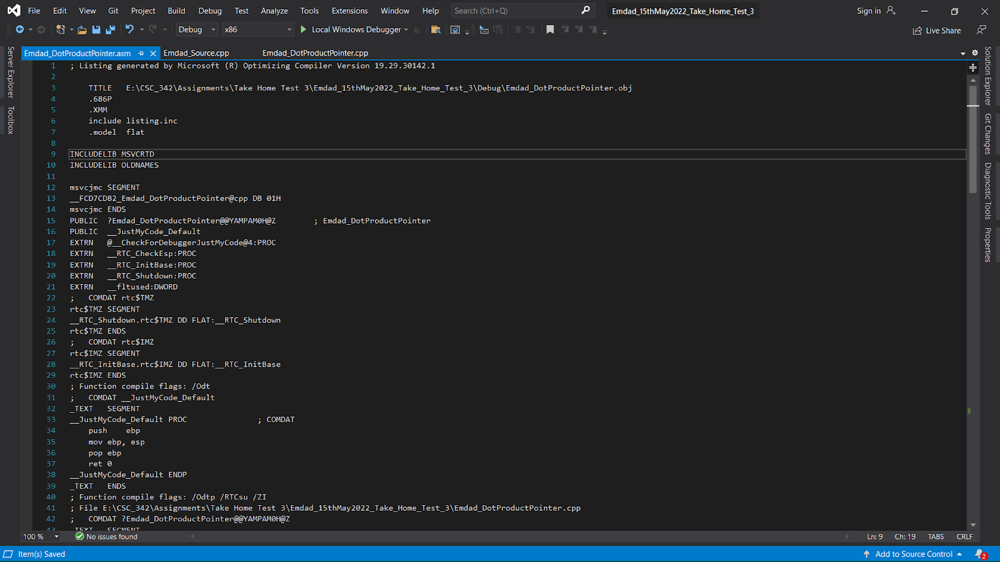 File Edit View Git Project Build Debug Test Analyze Tools Extensions Window Help Search (Ctrl+Q) Emdad_15thMay2022_Take_Home_Test_3 Sign in
Debug x86 Local Windows Debugger Live Share
Emdad_DotProductPointer.asm Emdad_Source.cpp Emdad_DotProductPointer.cpp
Server Explorer
Toolbox
1 ; Listing generated by Microsoft (R) Optimizing Compiler Version 19.29.30142.1
2
3 TITLE E:\CSC_342\Assignments\Take Home Test 3\Emdad_15thMay2022_Take_Home_Test_3\Debug\Emdad_DotProductPointer.obj
4 .686P
5 .XMM
6 include listing.inc
7 .model flat
8
9 INCLUDELIB MSVCRTD
10 INCLUDELIB OLDNAMES
11
12 msvcjmc SEGMENT
13 __FCD7CD82_Emdad_DotProductPointer@cpp DB 01H
14 msvcjmc ENDS
15 PUBLIC ?Emdad_DotProductPointer@@YAMPAM0H@Z ; Emdad_DotProductPointer
16 PUBLIC __JustMyCode_Default
17 EXTRN @__CheckForDebuggerJustMyCode@4:PROC
18 EXTRN __RTC_CheckEsp:PROC
19 EXTRN __RTC_InitBase:PROC
20 EXTRN __RTC_Shutdown:PROC
21 EXTRN __fltused:DWORD
22 ; COMDAT rtc$TMZ
23 rtc$TMZ SEGMENT
24 __RTC_Shutdown.rtc$TMZ DD FLAT:__RTC_Shutdown
25 rtc$TMZ ENDS
26 ; COMDAT rtc$IMZ
27 rtc$IMZ SEGMENT
28 __RTC_InitBase.rtc$IMZ DD FLAT:__RTC_InitBase
29 rtc$IMZ ENDS
30 ; Function compile flags: /Odt
31 ; COMDAT __JustMyCode_Default
32 _TEXT SEGMENT
33 __JustMyCode_Default PROC ; COMDAT
34 push ebp
35 mov ebp, esp
36 pop ebp
37 ret 0
38 __JustMyCode_Default ENDP
39 _TEXT ENDS
40 ; Function compile flags: /Odtp /RTCsu /ZI
41 ; File E:\CSC_342\Assignments\Take Home Test 3\Emdad_15thMay2022_Take_Home_Test_3\Emdad_DotProductPointer.cpp
42 ; COMDAT ?Emdad_DotProductPointer@@YAMPAM0H@Z
43 _TEXT SEGMENT
Solution Explorer
Git Changes
Diagnostic Tools
Properties
100 % No issues found Ln: 9 Ch: 19 TABS CRLF
Item(s) Saved Add to Source Control 2